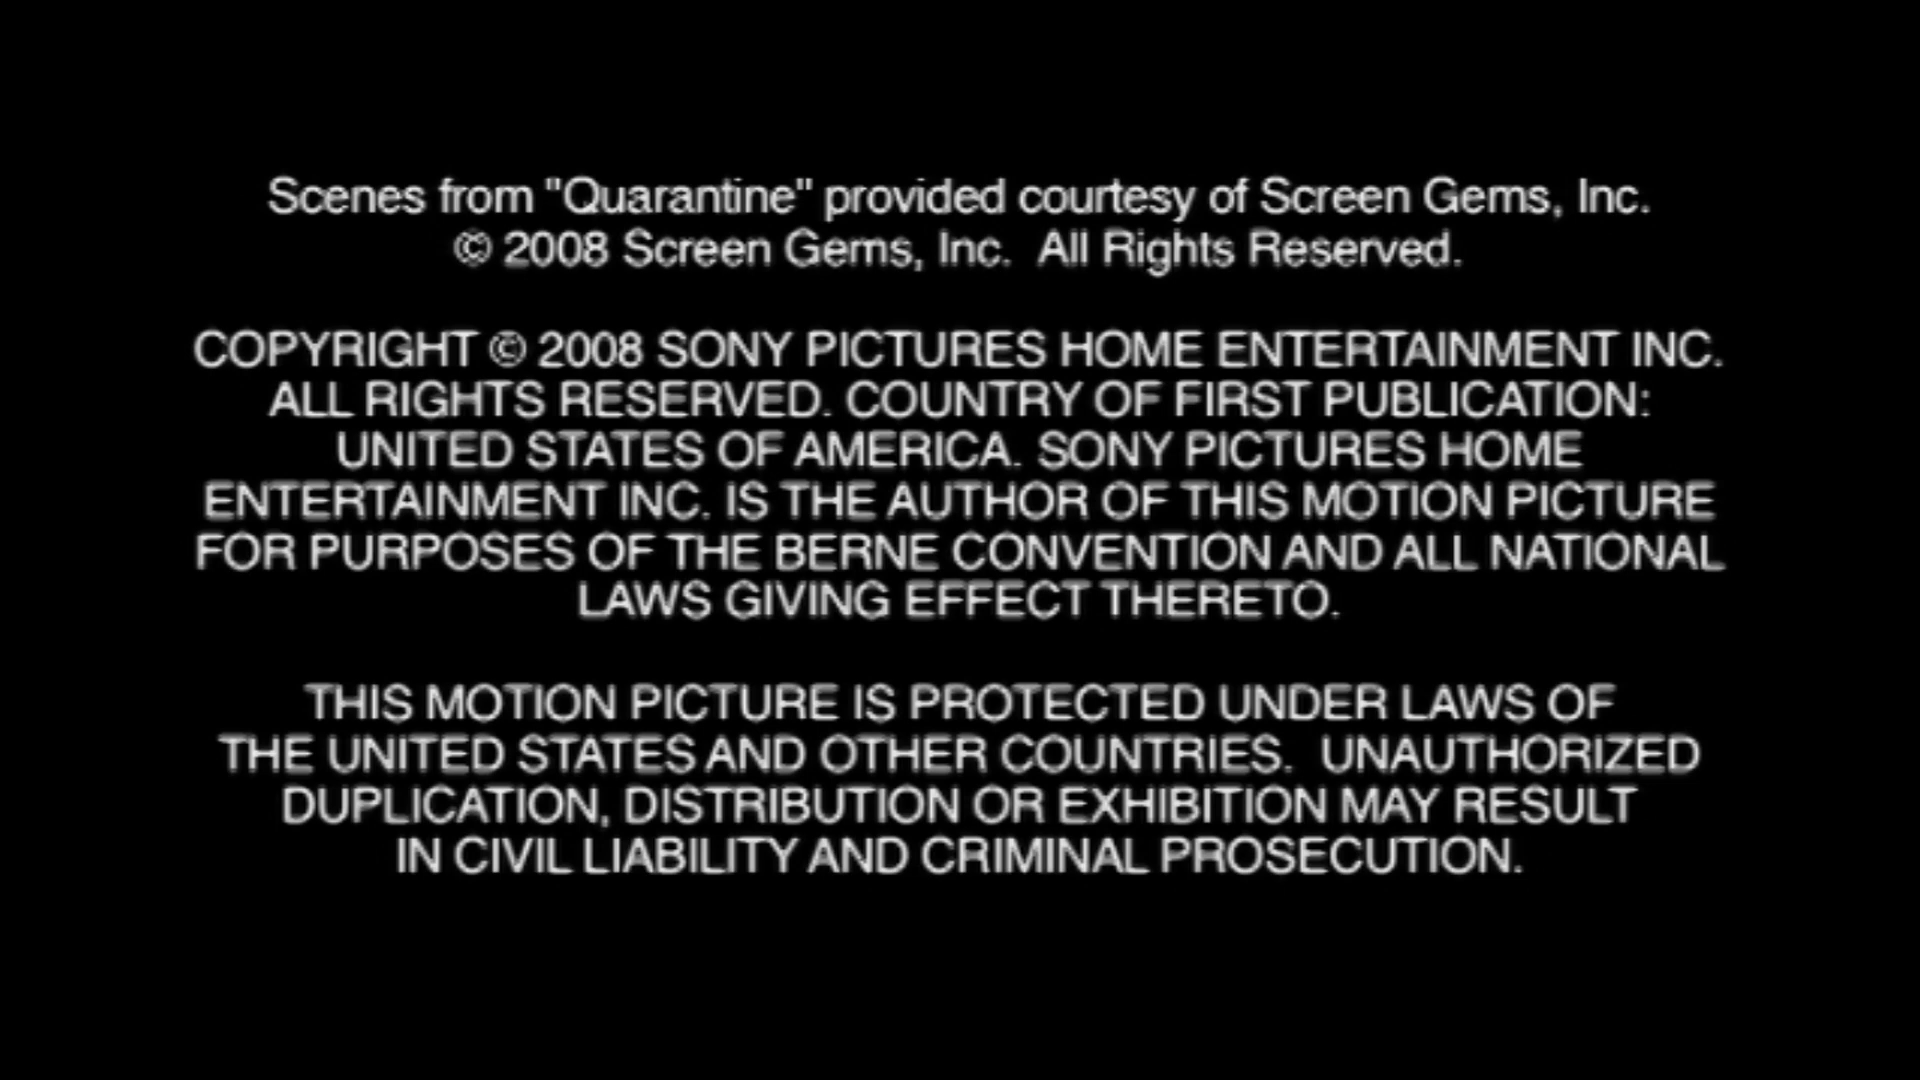 Scenes from "Quarantine" provided courtesy of Screen Gems, Inc.
© 2008 Screen Gems, Inc.  All Rights Reserved.
COPYRIGHT © 2008 SONY PICTURES HOME ENTERTAINMENT INC.
ALL RIGHTS RESERVED. COUNTRY OF FIRST PUBLICATION:
UNITED STATES OF AMERICA. SONY PICTURES HOME
ENTERTAINMENT INC. IS THE AUTHOR OF THIS MOTION PICTURE
FOR PURPOSES OF THE BERNE CONVENTION AND ALL NATIONAL
LAWS GIVING EFFECT THERETO.
THIS MOTION PICTURE IS PROTECTED UNDER LAWS OF
THE UNITED STATES AND OTHER COUNTRIES.  UNAUTHORIZED
DUPLICATION, DISTRIBUTION OR EXHIBITION MAY RESULT
IN CIVIL LIABILITY AND CRIMINAL PROSECUTION.